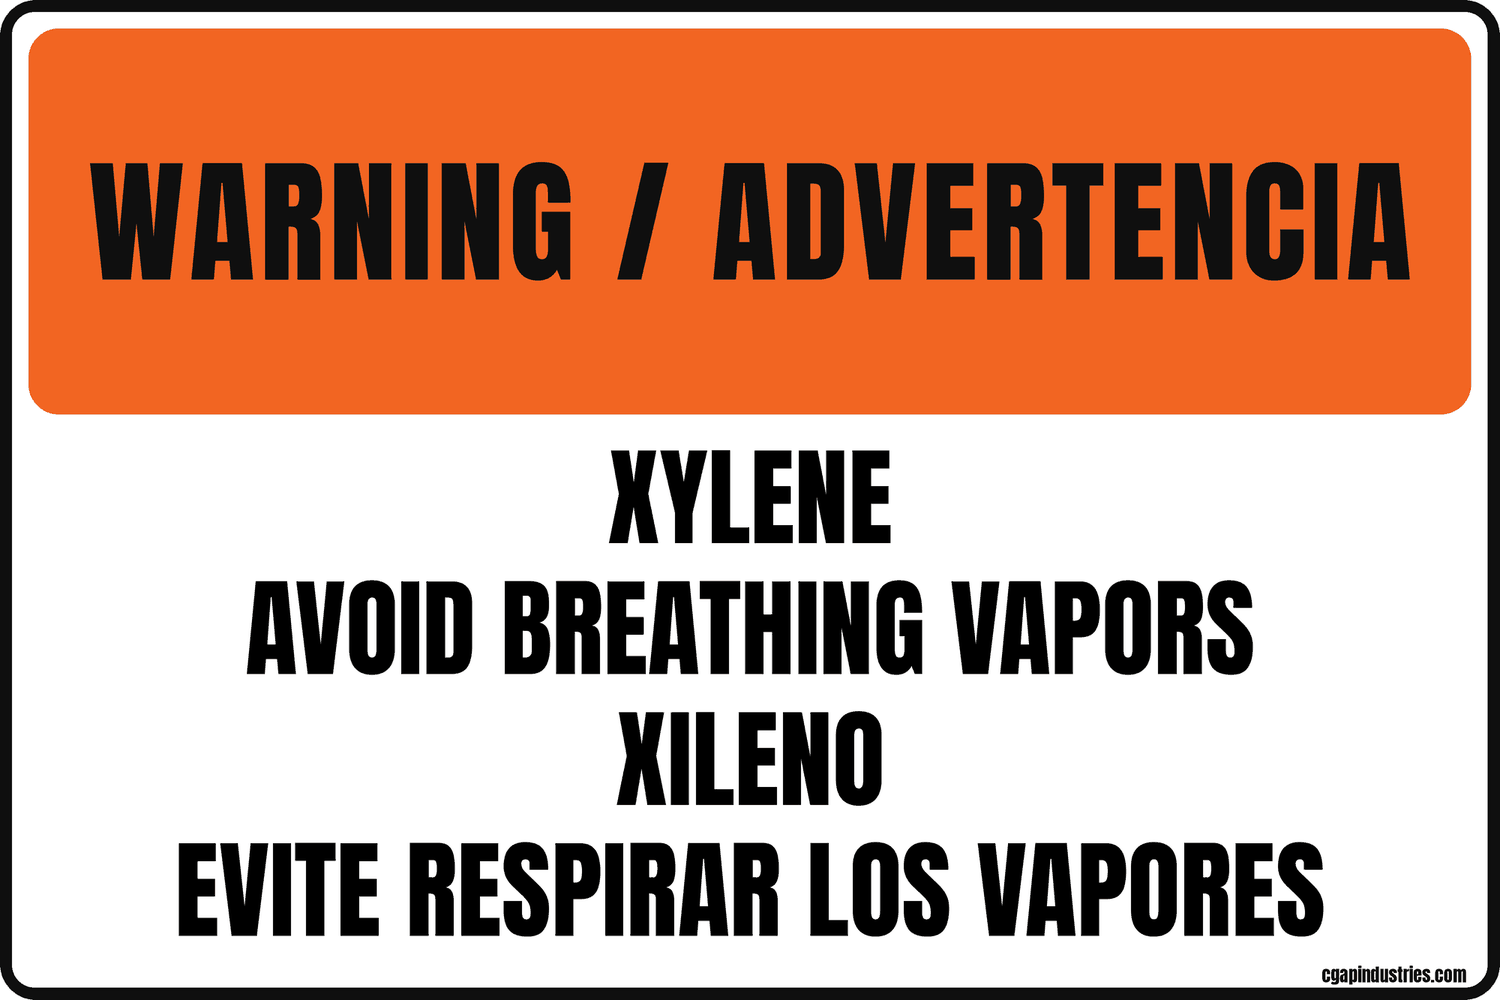 WARNING / ADVERTENCIA
XYLENE
AVOID BREATHING VAPORS
XILENO
EVITE RESPIRAR LOS VAPORES
cgapindustries.com